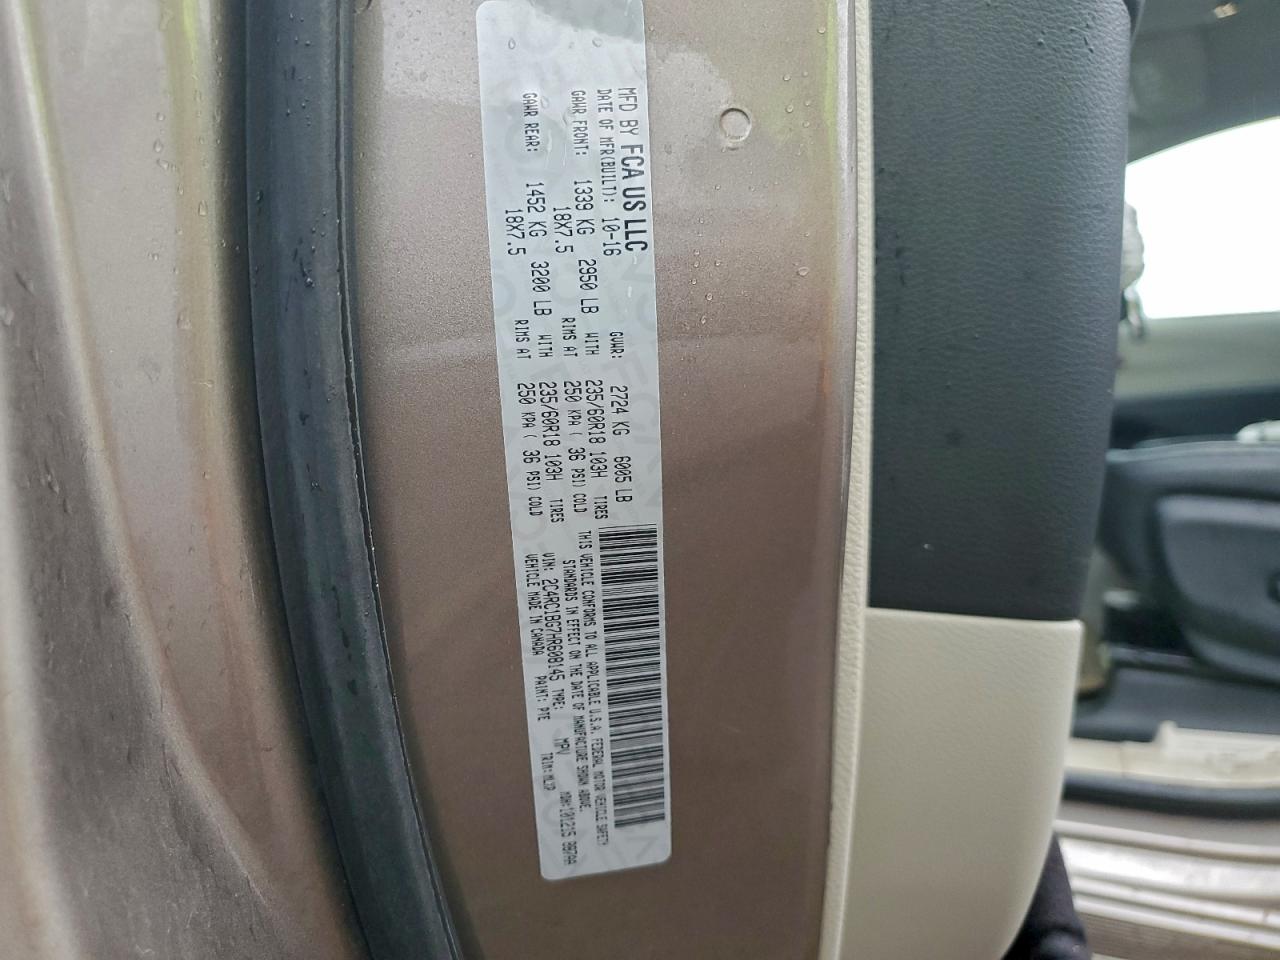 MFD BY FCA US LLC
DATE OF MFR(BUILT): 10-16 GVWR: 2724 KG 6005 LB
GAWR FRONT: 1339 KG 2950 LB WITH 235/60R18 103H TIRES
18X7.5 RIMS AT 250 KPA ( 36 PSI) COLD
GAWR REAR: 1452 KG 3200 LB WITH 235/60R18 103H TIRES
18X7.5 RIMS AT 250 KPA ( 36 PSI) COLD
THIS VEHICLE CONFORMS TO ALL APPLICABLE U.S.A. FEDERAL MOTOR VEHICLE SAFETY
STANDARDS IN EFFECT ON THE DATE OF MANUFACTURE SHOWN ABOVE.
VIN: 2C4RC1BG7HR608145 TYPE: MPV MDH: 101215 987AA
VEHICLE MADE IN CANADA PAINT: PTE TRIM: